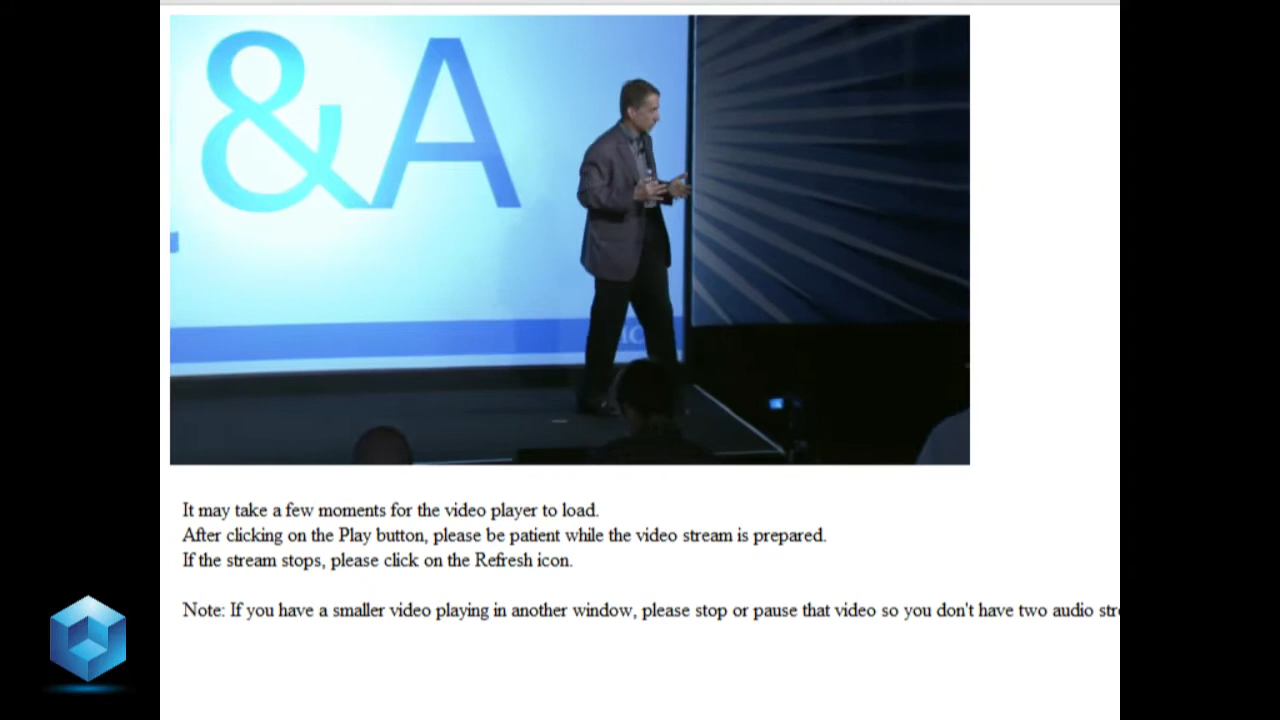 & A
It may take a few moments for the video player to load.
After clicking on the Play button, please be patient while the video stream is prepared.
If the stream stops, please click on the Refresh icon.
Note: If you have a smaller video playing in another window, please stop or pause that video so you don't have two audio str